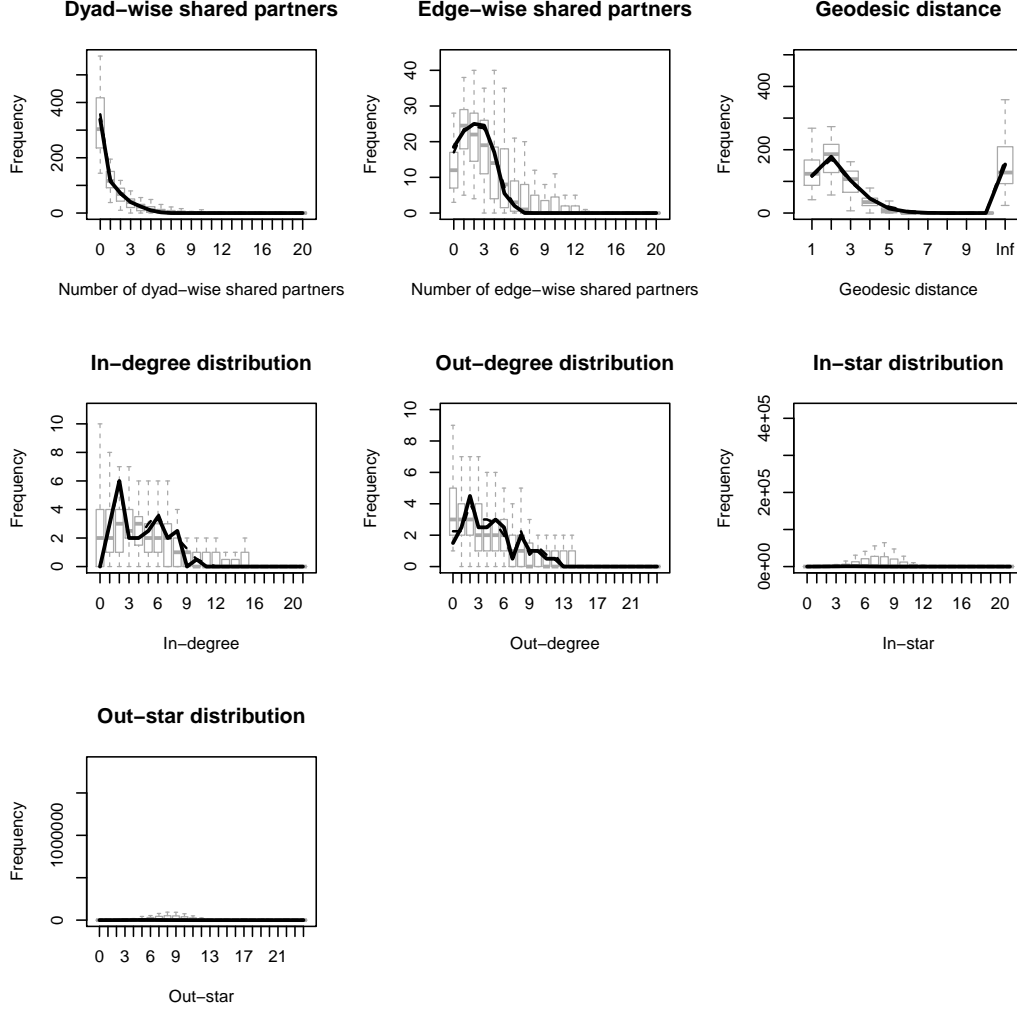 Dyad−wise shared partners
Frequency
0 200 400
0 3 6 9 12 16 20
Number of dyad−wise shared partners
Edge−wise shared partners
Frequency
0 10 20 30 40
0 3 6 9 12 16 20
Number of edge−wise shared partners
Geodesic distance
Frequency
0 200 400
1 3 5 7 9 Inf
Geodesic distance
In−degree distribution
Frequency
0 2 4 6 8 10
0 3 6 9 12 16 20
In−degree
Out−degree distribution
Frequency
0 2 4 6 8 10
0 3 6 9 13 17 21
Out−degree
In−star distribution
Frequency
0e+00 2e+05 4e+05
0 3 6 9 12 16 20
In−star
Out−star distribution
Frequency
0 1000000
0 3 6 9 13 17 21
Out−star